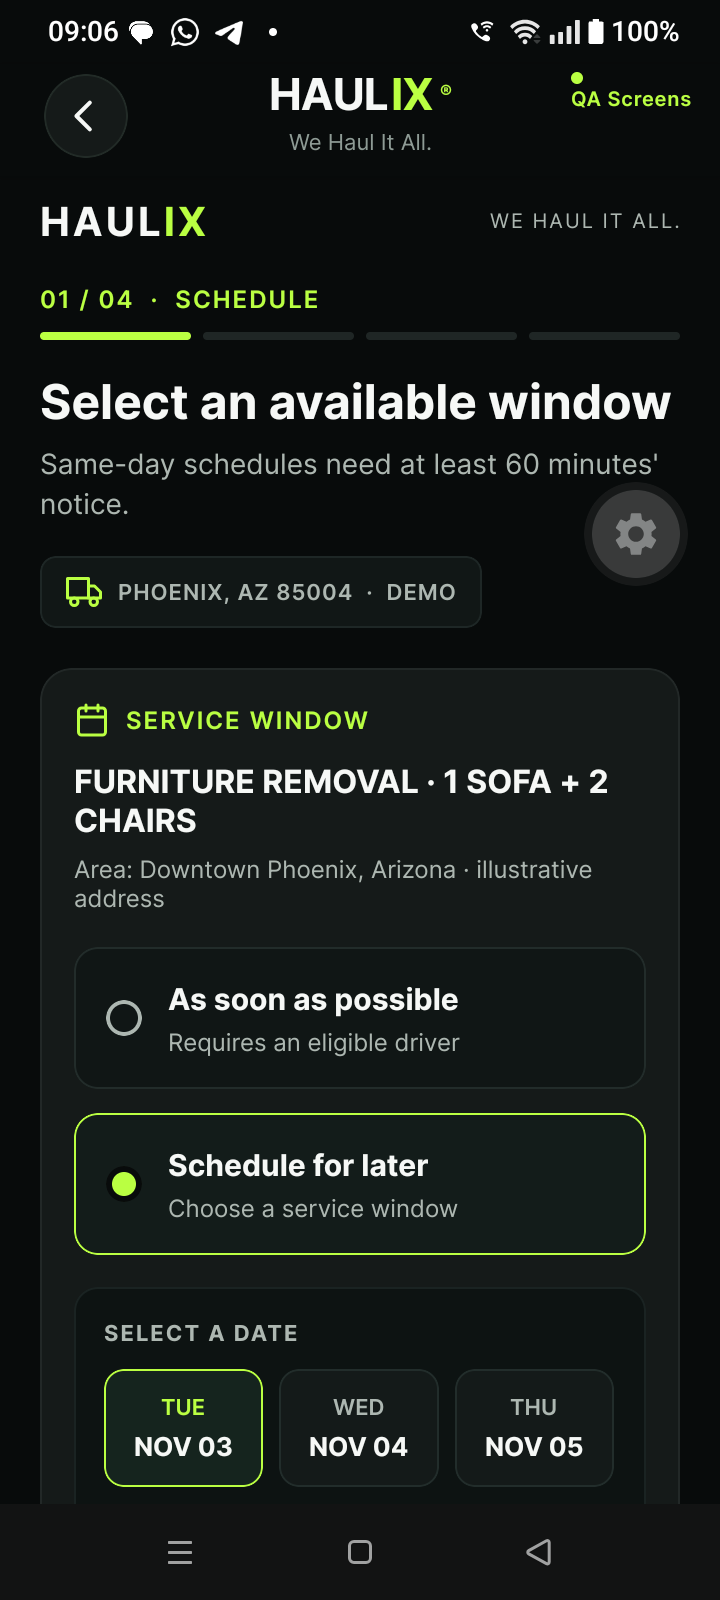 09:06
100%
HAULIX ®
QA Screens
We Haul It All.
HAULIX
WE HAUL IT ALL.
01 / 04 · SCHEDULE
Select an available window
Same-day schedules need at least 60 minutes'
notice.
PHOENIX, AZ 85004 · DEMO
SERVICE WINDOW
FURNITURE REMOVAL · 1 SOFA + 2
CHAIRS
Area: Downtown Phoenix, Arizona · illustrative
address
As soon as possible
Requires an eligible driver
Schedule for later
Choose a service window
SELECT A DATE
TUE
NOV 03
WED
NOV 04
THU
NOV 05